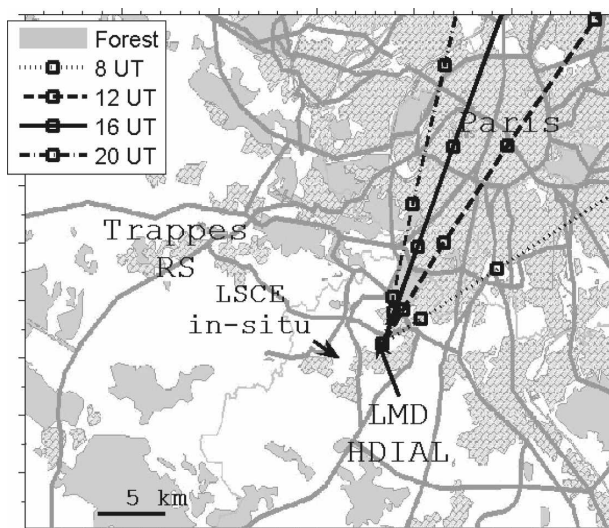 Forest
8 UT
12 UT
16 UT
20 UT
Paris
Trappes
RS
LSCE
in-situ
LMD
HDIAL
5 km